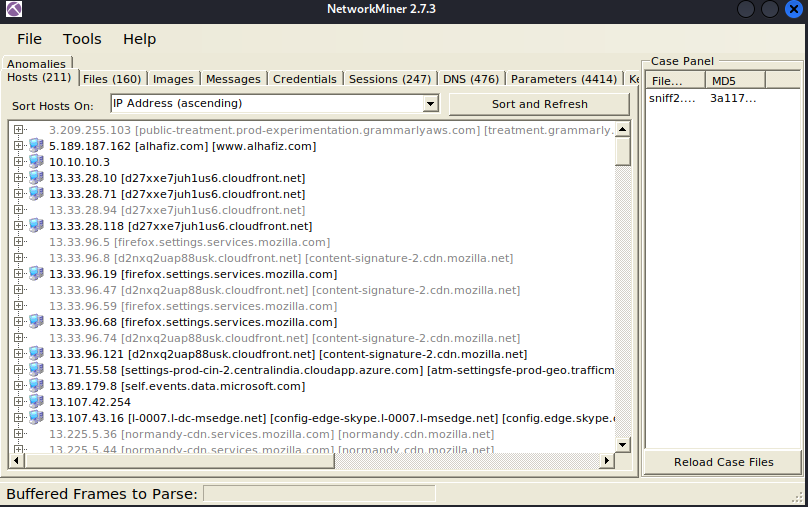 NetworkMiner 2.7.3
File Tools Help
Anomalies
Hosts (211) Files (160) Images Messages Credentials Sessions (247) DNS (476) Parameters (4414) Ke
Sort Hosts On: IP Address (ascending) Sort and Refresh
3.209.255.103 [public-treatment.prod-experimentation.grammarlyaws.com] [treatment.grammarly.
5.189.187.162 [alhafiz.com] [www.alhafiz.com]
10.10.10.3
13.33.28.10 [d27xxe7juh1us6.cloudfront.net]
13.33.28.71 [d27xxe7juh1us6.cloudfront.net]
13.33.28.94 [d27xxe7juh1us6.cloudfront.net]
13.33.28.118 [d27xxe7juh1us6.cloudfront.net]
13.33.96.5 [firefox.settings.services.mozilla.com]
13.33.96.8 [d2nxq2uap88usk.cloudfront.net] [content-signature-2.cdn.mozilla.net]
13.33.96.19 [firefox.settings.services.mozilla.com]
13.33.96.47 [d2nxq2uap88usk.cloudfront.net] [content-signature-2.cdn.mozilla.net]
13.33.96.59 [firefox.settings.services.mozilla.com]
13.33.96.68 [firefox.settings.services.mozilla.com]
13.33.96.74 [d2nxq2uap88usk.cloudfront.net] [content-signature-2.cdn.mozilla.net]
13.33.96.121 [d2nxq2uap88usk.cloudfront.net] [content-signature-2.cdn.mozilla.net]
13.71.55.58 [settings-prod-cin-2.centralindia.cloudapp.azure.com] [atm-settingsfe-prod-geo.trafficm
13.89.179.8 [self.events.data.microsoft.com]
13.107.42.254
13.107.43.16 [l-0007.l-dc-msedge.net] [config-edge-skype.l-0007.l-msedge.net] [config.edge.skype.c
13.225.5.36 [normandy-cdn.services.mozilla.com] [normandy.cdn.mozilla.net]
13.225.5.44 [normandy-cdn.services.mozilla.com] [normandy.cdn.mozilla.net]
Case Panel
File... MD5
sniff2.... 3a117...
Reload Case Files
Buffered Frames to Parse: